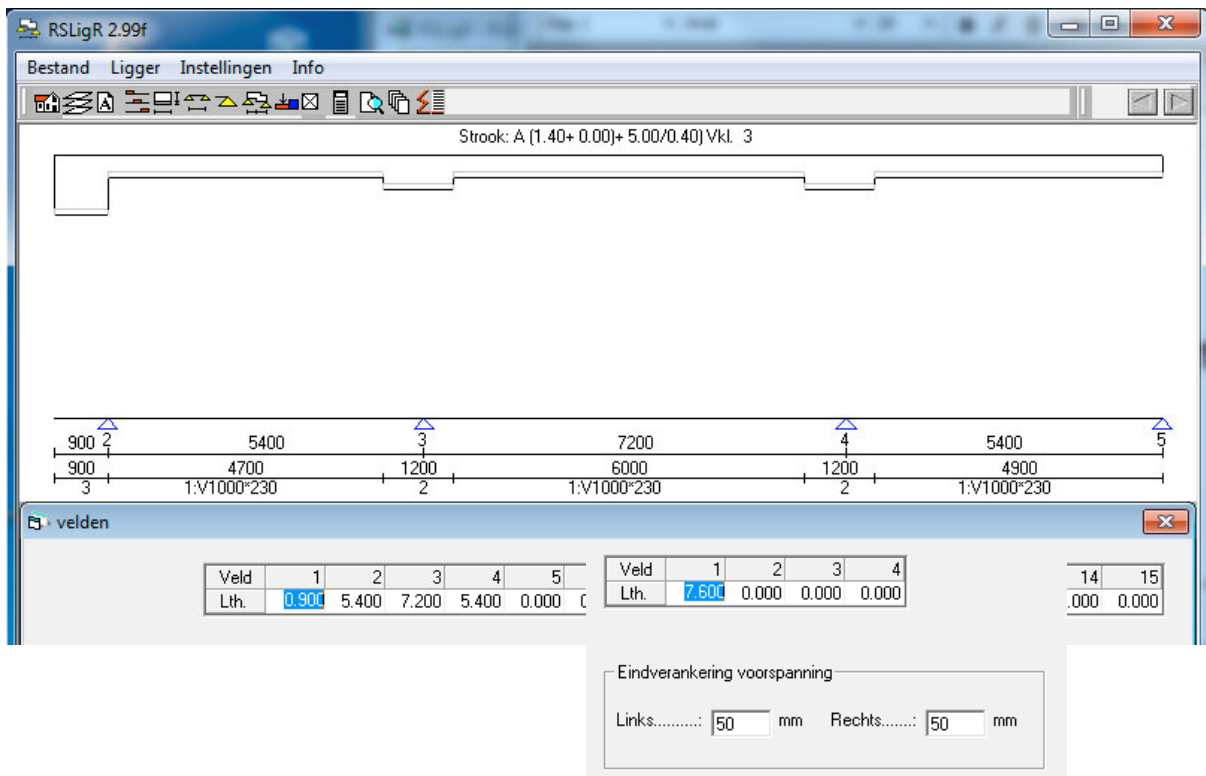 RSLigR 2.99f
Bestand Ligger Instellingen Info
Strook: A (1.40+ 0.00)+ 5.00/0.40) Vkl. 3
2 3 4 5
900 5400 7200 5400
900 4700 1200 6000 1200 4900
3 1:V1000*230 2 1:V1000*230 2 1:V1000*230
velden
Veld 1 2 3 4 5
Lth. 0.900 5.400 7.200 5.400 0.000
Veld 1 2 3 4
Lth. 7.600 0.000 0.000 0.000
14 15
.000 0.000
Eindverankering voorspanning
Links..........: 50 mm Rechts.......: 50 mm